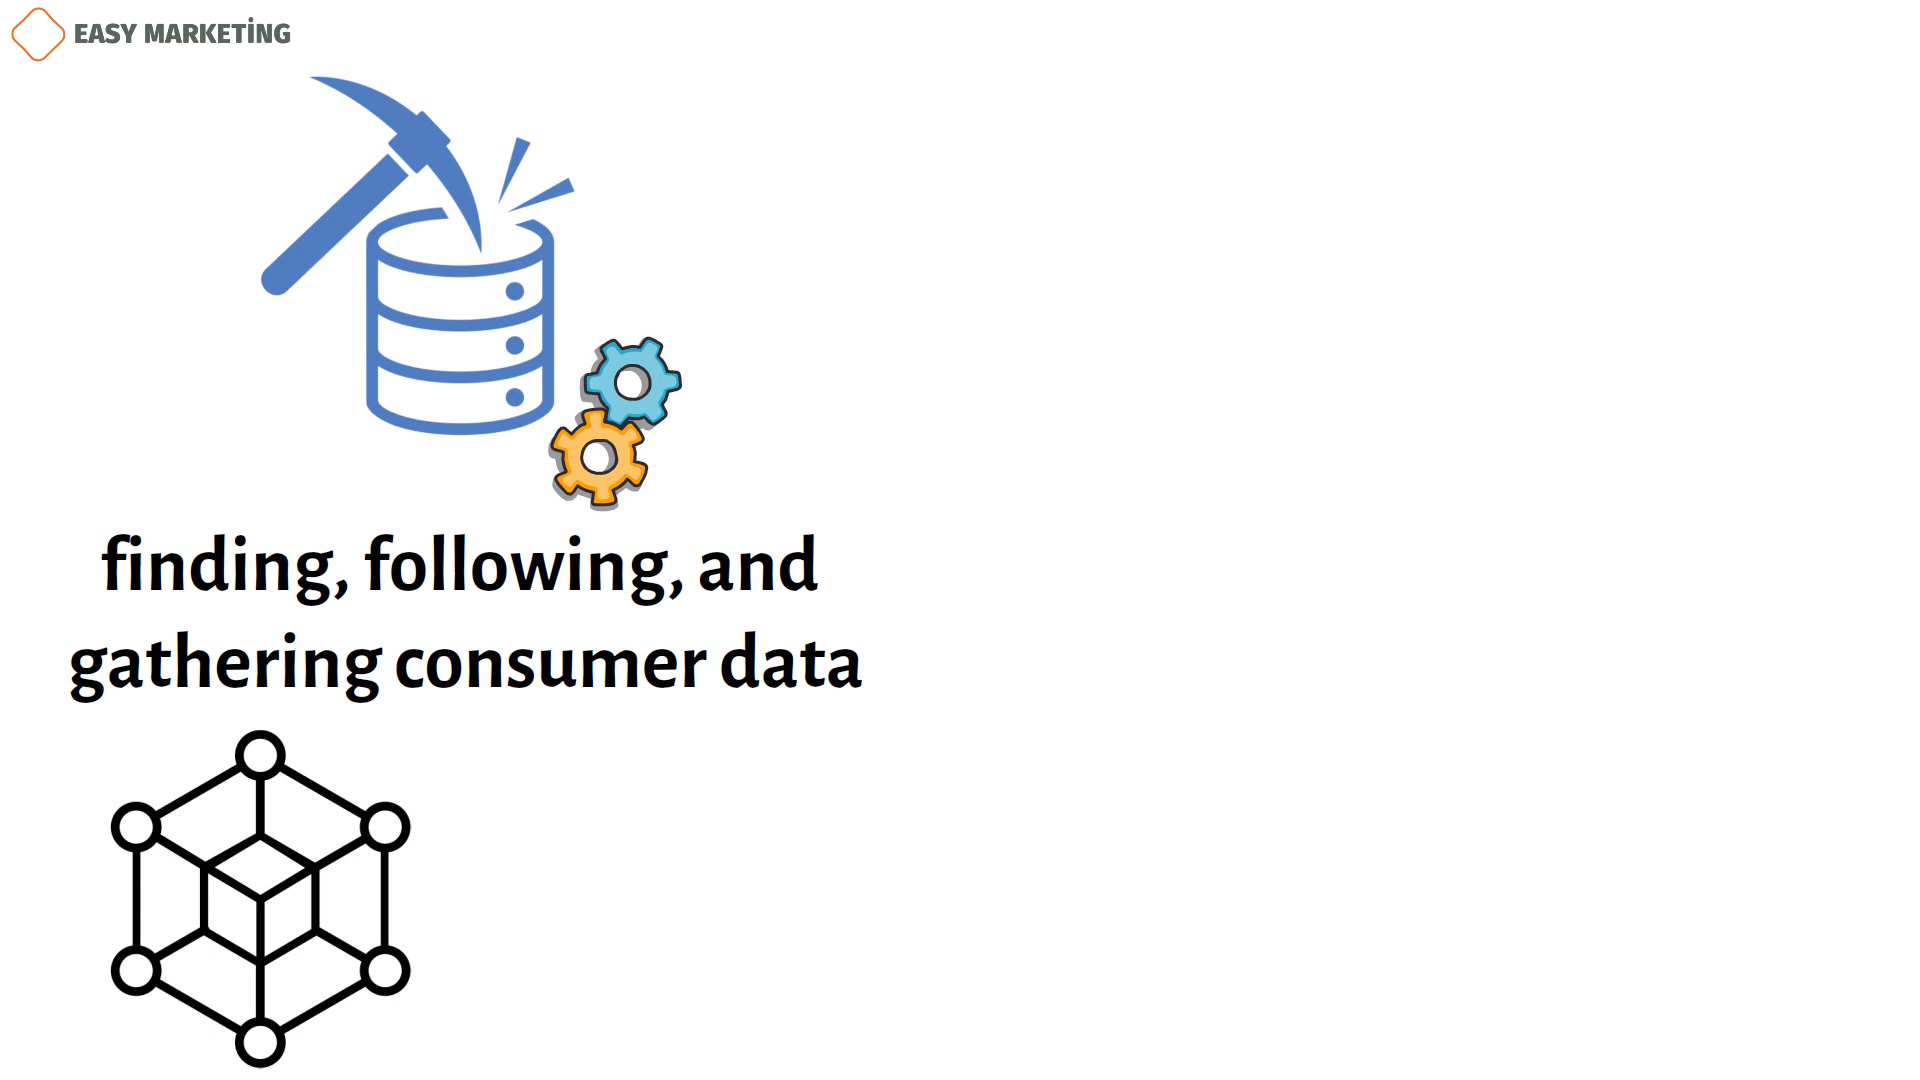 EASY MARKETİNG
finding, following, and
gathering consumer data